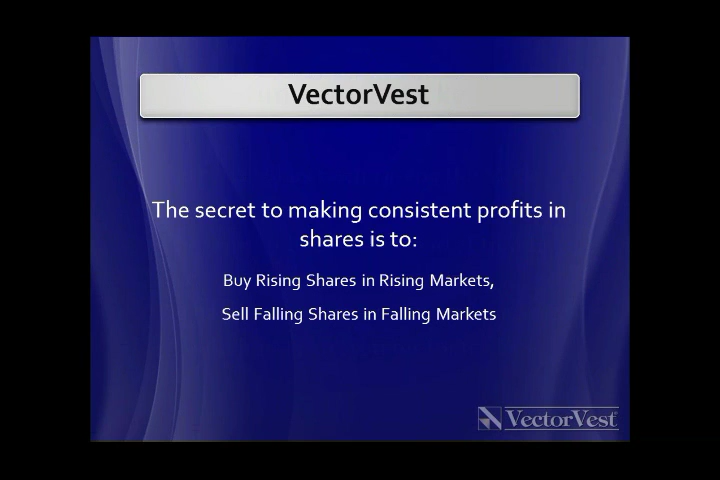 VectorVest
The secret to making consistent profits in
shares is to:
Buy Rising Shares in Rising Markets,
Sell Falling Shares in Falling Markets
VectorVest